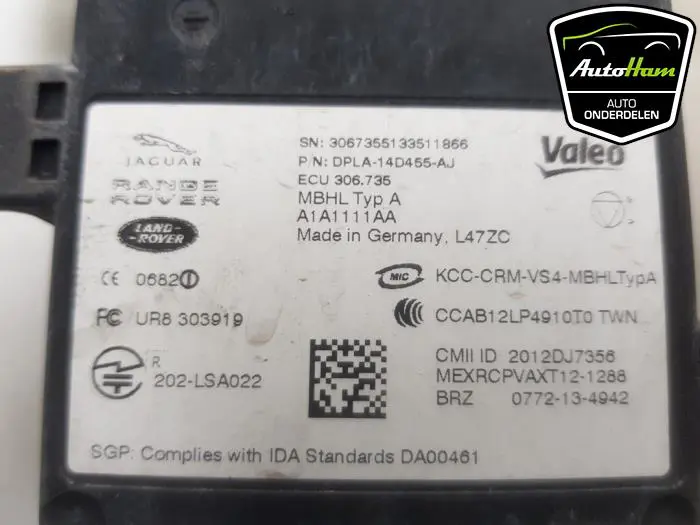 AutoHam
AUTO
ONDERDELEN
JAGUAR
RANGE
ROVER
LAND-
ROVER
SN: 3067355133511866
P/N: DPLA-14D455-AJ
ECU 306.735
MBHL Typ A
A1A1111AA
Made in Germany, L47ZC
Valeo
CE 0682
MIC KCC-CRM-VS4-MBHLTypA
FC UR8 303919
CCAB12LP4910T0 TWN
R
202-LSA022
CMII ID 2012DJ7356
MEXRCPVAXT12-1288
BRZ 0772-13-4942
SGP: Complies with IDA Standards DA00461